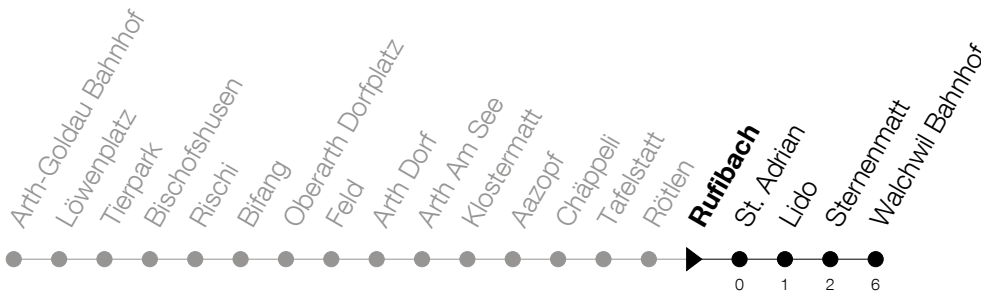 Arth-Goldau Bahnhof
Löwenplatz
Tierpark
Bischofshusen
Rischi
Bifang
Oberarth Dorfplatz
Feld
Arth Dorf
Arth Am See
Klostermatt
Aazopf
Chäppeli
Tafelstatt
Rötlen
Rufibach
St. Adrian
Lido
Sternenmatt
Walchwil Bahnhof
0 1 2 6